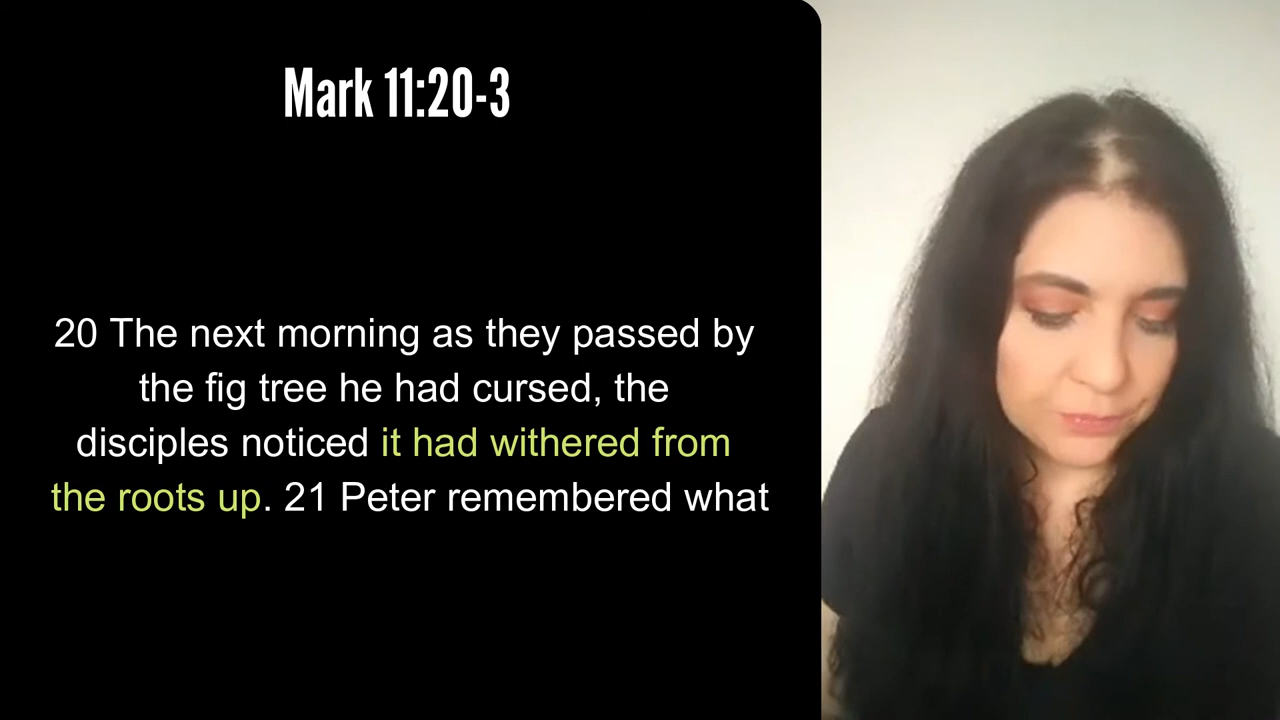 Mark 11:20-3
20 The next morning as they passed by
the fig tree he had cursed, the
disciples noticed it had withered from
the roots up. 21 Peter remembered what